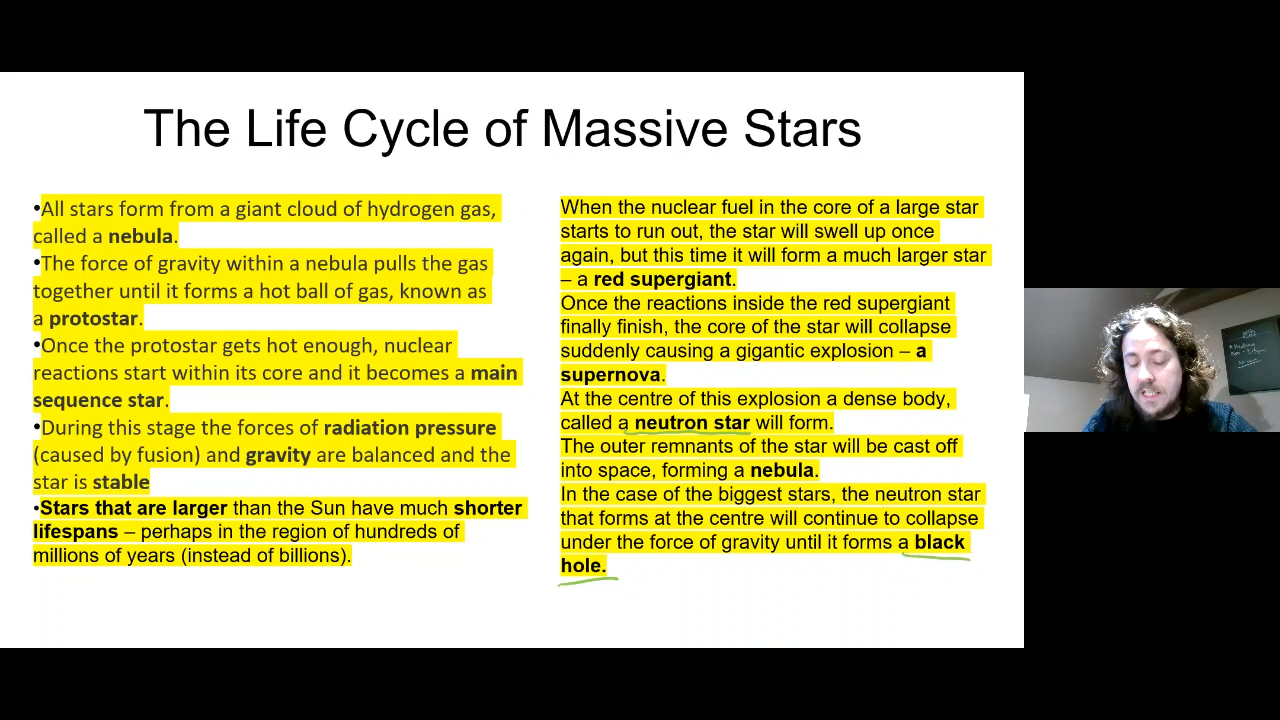 The Life Cycle of Massive Stars
•All stars form from a giant cloud of hydrogen gas,
called a nebula.
•The force of gravity within a nebula pulls the gas
together until it forms a hot ball of gas, known as
a protostar.
•Once the protostar gets hot enough, nuclear
reactions start within its core and it becomes a main
sequence star.
•During this stage the forces of radiation pressure
(caused by fusion) and gravity are balanced and the
star is stable
•Stars that are larger than the Sun have much shorter
lifespans – perhaps in the region of hundreds of
millions of years (instead of billions).
When the nuclear fuel in the core of a large star
starts to run out, the star will swell up once
again, but this time it will form a much larger star
– a red supergiant.
Once the reactions inside the red supergiant
finally finish, the core of the star will collapse
suddenly causing a gigantic explosion – a
supernova.
At the centre of this explosion a dense body,
called a neutron star will form.
The outer remnants of the star will be cast off
into space, forming a nebula.
In the case of the biggest stars, the neutron star
that forms at the centre will continue to collapse
under the force of gravity until it forms a black
hole.